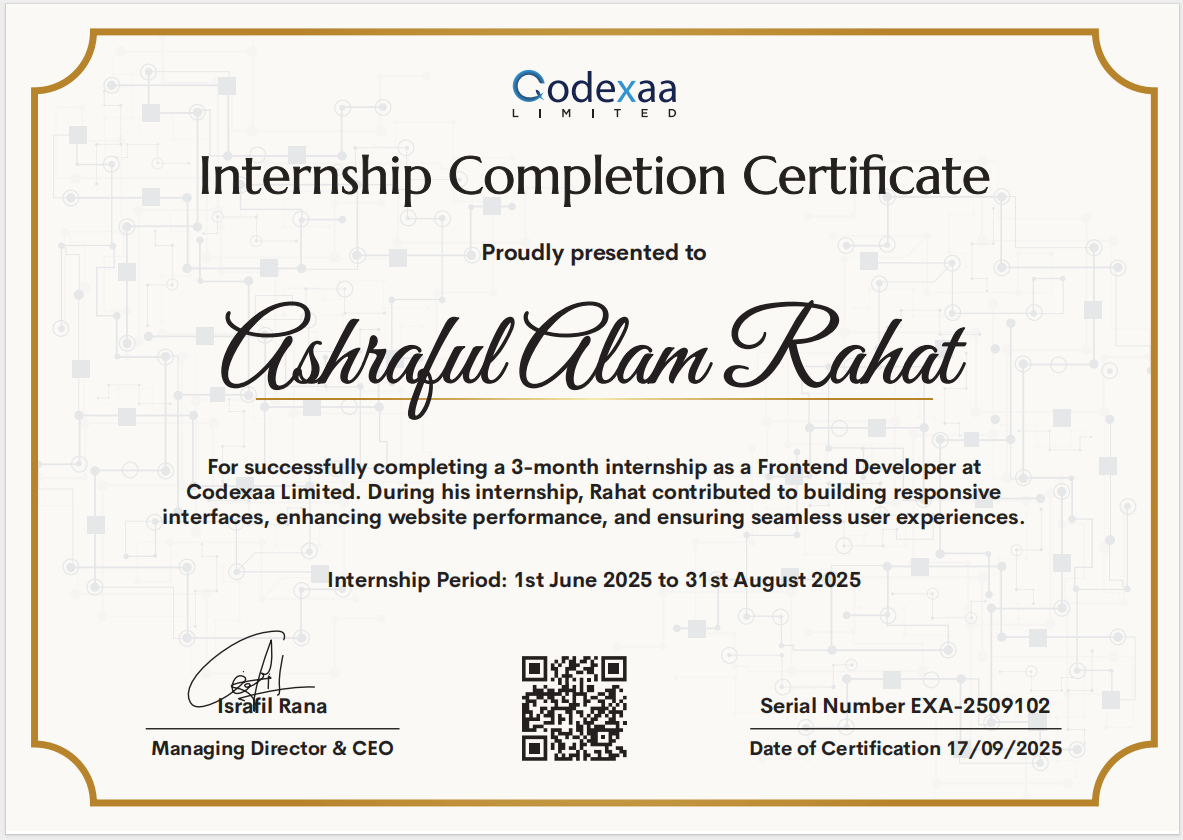 Codexaa
LIMITED
Internship Completion Certificate
Proudly presented to
Ashraful Alam Rahat
For successfully completing a 3-month internship as a Frontend Developer at
Codexaa Limited. During his internship, Rahat contributed to building responsive
interfaces, enhancing website performance, and ensuring seamless user experiences.
Internship Period: 1st June 2025 to 31st August 2025
Israfil Rana
Managing Director & CEO
Serial Number EXA-2509102
Date of Certification 17/09/2025